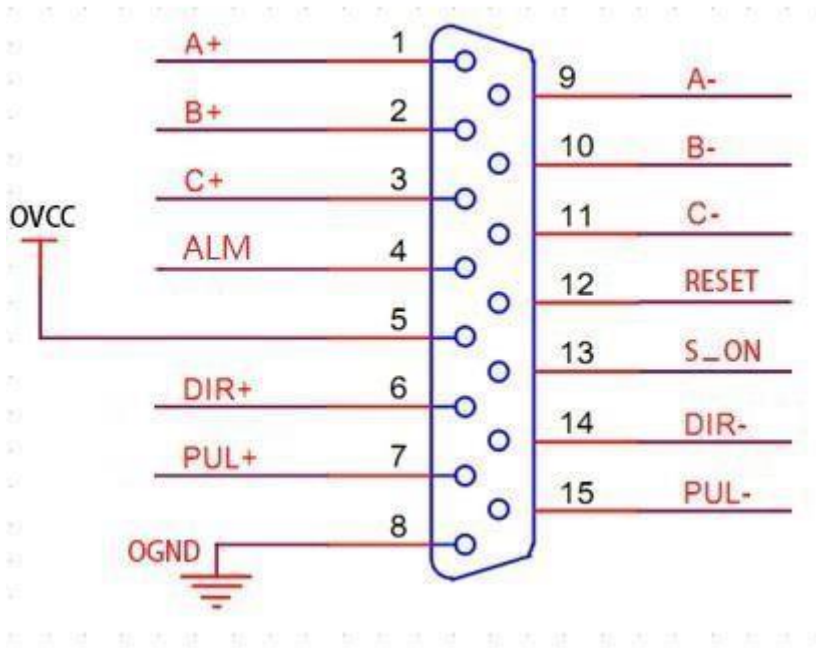 A+ 1
9 A-
B+ 2
10 B-
C+ 3
11 C-
OVCC
ALM 4
12 RESET
5
13 S_ON
DIR+ 6
14 DIR-
PUL+ 7
15 PUL-
8
OGND